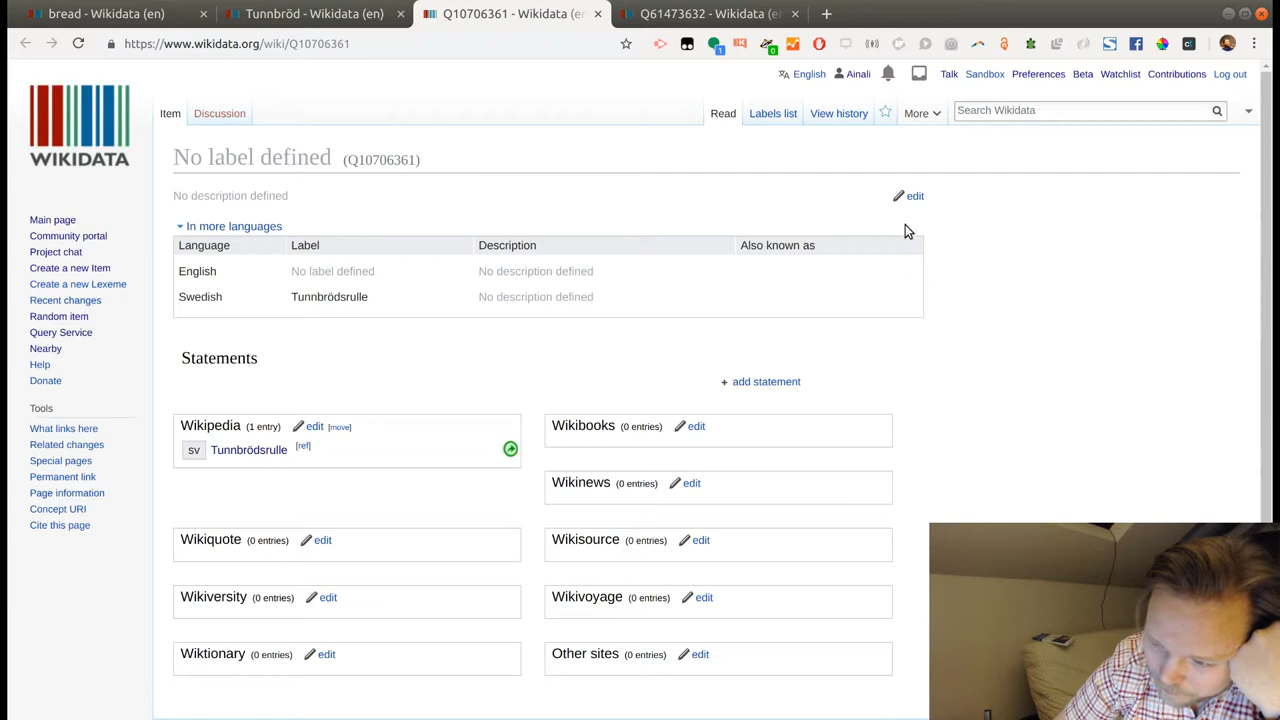 bread - Wikidata (en)
Tunnbröd - Wikidata (en)
Q10706361 - Wikidata (en
Q61473632 - Wikidata (en
https://www.wikidata.org/wiki/Q10706361
1
0
English Ainali Talk Sandbox Preferences Beta Watchlist Contributions Log out
Item Discussion Read Labels list View history More Search Wikidata
WIKIDATA
No label defined (Q10706361)
No description defined edit
In more languages
Language Label Description Also known as
English No label defined No description defined
Swedish Tunnbrödsrulle No description defined
Main page
Community portal
Project chat
Create a new Item
Create a new Lexeme
Recent changes
Random item
Query Service
Nearby
Help
Donate
Tools
What links here
Related changes
Special pages
Permanent link
Page information
Concept URI
Cite this page
Statements
+ add statement
Wikipedia (1 entry) edit [move]
sv Tunnbrödsrulle [ref]
Wikibooks (0 entries) edit
Wikinews (0 entries) edit
Wikiquote (0 entries) edit
Wikisource (0 entries) edit
Wikiversity (0 entries) edit
Wikivoyage (0 entries) edit
Wiktionary (0 entries) edit
Other sites (0 entries) edit